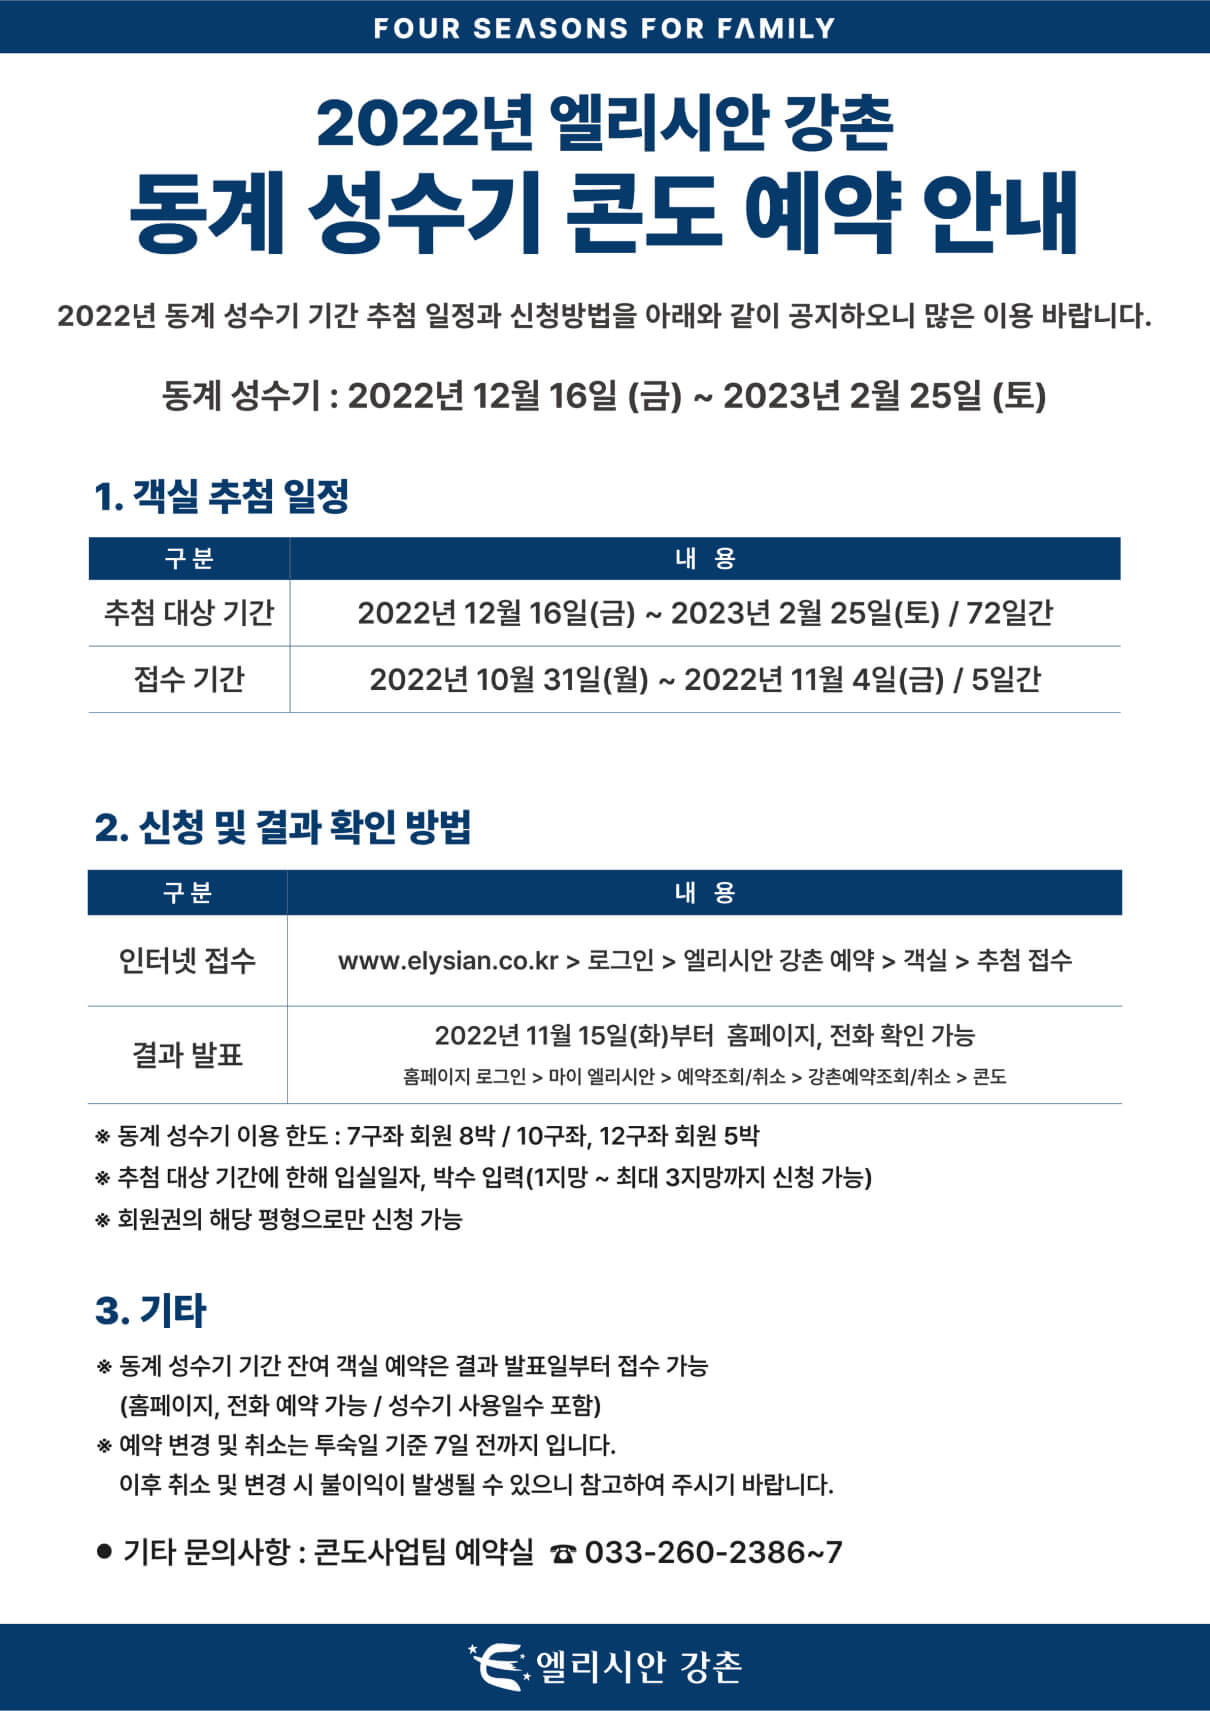 FOUR SEASONS FOR FAMILY
2022년 엘리시안 강촌
동계 성수기 콘도 예약 안내
2022년 동계 성수기 기간 추첨 일정과 신청방법을 아래와 같이 공지하오니 많은 이용 바랍니다.
동계 성수기 : 2022년 12월 16일 (금) ~ 2023년 2월 25일 (토)
1. 객실 추첨 일정
구 분 내 용
추첨 대상 기간 2022년 12월 16일(금) ~ 2023년 2월 25일(토) / 72일간
접수 기간 2022년 10월 31일(월) ~ 2022년 11월 4일(금) / 5일간
2. 신청 및 결과 확인 방법
구 분 내 용
인터넷 접수 www.elysian.co.kr > 로그인 > 엘리시안 강촌 예약 > 객실 > 추첨 접수
결과 발표 2022년 11월 15일(화)부터 홈페이지, 전화 확인 가능
홈페이지 로그인 > 마이 엘리시안 > 예약조회/취소 > 강촌예약조회/취소 > 콘도
※ 동계 성수기 이용 한도 : 7구좌 회원 8박 / 10구좌, 12구좌 회원 5박
※ 추첨 대상 기간에 한해 입실일자, 박수 입력(1지망 ~ 최대 3지망까지 신청 가능)
※ 회원권의 해당 평형으로만 신청 가능
3. 기타
※ 동계 성수기 기간 잔여 객실 예약은 결과 발표일부터 접수 가능
(홈페이지, 전화 예약 가능 / 성수기 사용일수 포함)
※ 예약 변경 및 취소는 투숙일 기준 7일 전까지 입니다.
이후 취소 및 변경 시 불이익이 발생될 수 있으니 참고하여 주시기 바랍니다.
● 기타 문의사항 : 콘도사업팀 예약실 ☎ 033-260-2386~7
엘리시안 강촌